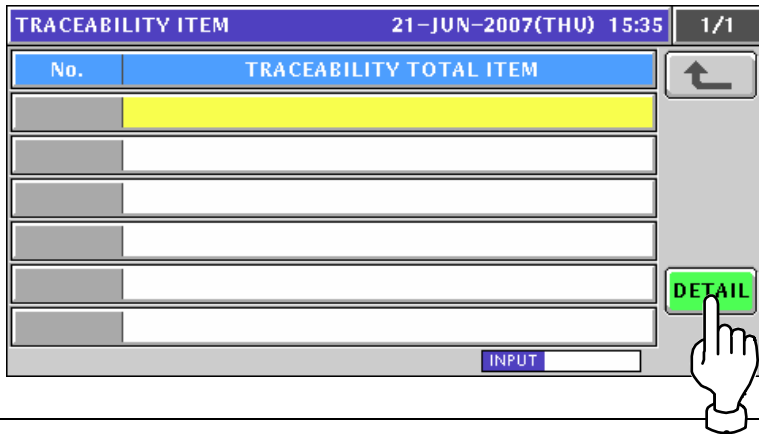 TRACEABILITY ITEM 21-JUN-2007(THU) 15:35 1/1
No. TRACEABILITY TOTAL ITEM
DETAIL
INPUT